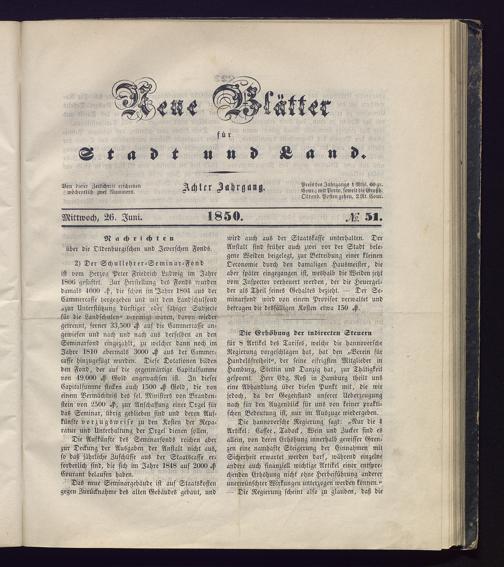 Neue Blätter
für
Stadt und Land.
Achter Jahrgang.
Von dieser Zeitschrift erscheinen
wöchentlich zwei Nummern.
Preis des Jahrgangs 1 Rthl. 60 gr.
Cour.; mit Porto, soweit die Großh.
Oldenb. Posten gehen, 2 Rt. Cour.
Mittwoch, 26. Juni. 1850. № 51.
Nachrichten
über die Oldenburgischen und Jeverschen Fonds.
2) Der Schullehrer-Seminar-Fond
ist vom Herzog Peter Friedrich Ludwig im Jahre
1806 gestiftet. Zur Herstellung des Fonds wurden
damals 4000 ₰, die schon im Jahre 1801 aus der
Cammercasse hergegeben und mit dem Landschulfond
„zur Unterstützung dürftiger oder fähiger Subjecte
für die Landschulen" vereinigt waren, davon wieder
getrennt, ferner 33,500 ₰ auf die Cammercasse an-
gewiesen und nach und nach aus derselben an den
Seminarfond eingezahlt, zu welcher dann noch im
Jahre 1810 abermals 3000 ₰ aus der Cammer-
casse hinzugefügt wurden. Diese Dotationen bilden
den Fond, der auf die gegenwärtige Capitalsumme
von 49,000 ₰ Gold angewachsen ist. In dieser
Capitalsumme stecken auch 1500 ₰ Gold, die von
einem Vermächtniß des sel. Ministers von Branden-
stein von 2500 ₰, zur Beschaffung einer Orgel für
das Seminar, übrig geblieben sind und deren Auf-
künfte vorzugsweise zu den Kosten der Repa-
ratur und Unterhaltung der Orgel dienen sollen.
Die Aufkünfte des Seminarfonds reichen aber
zur Deckung der Ausgaben der Anstalt nicht aus,
so daß jährliche Zuschüsse aus der Staatscasse er-
forderlich sind, die sich im Jahre 1848 auf 2000 ₰
Courant belaufen haben.
Das neue Seminargebäude ist auf Staatskosten
gegen Zurücknahme des alten Gebäudes gebaut, und
wird auch aus der Staatskasse unterhalten. Der
Anstalt sind früher auch zwei vor der Stadt bele-
gene Weiden beigelegt, zur Betreibung einer kleinen
Oeconomie durch den damaligen Hausmeister, die
aber später eingegangen ist, weshalb die Weiden jetzt
vom Inspector verheuert werden, der die Heuergel-
der als Theil seines Gehaltes bezieht. — Der Se-
minarfond wird von einem Provisor verwaltet und
betragen die desfälligen Kosten etwa 150 ₰.
Die Erhöhung der indirecten Steuern
für 8 Artikel des Tarifes, welche die hannoversche
Regierung vorgeschlagen hat, hat den „Verein für
Handelsfreiheit", der seine eifrigsten Mitglieder in
Hamburg, Stettin und Danzig hat, zur Thätigkeit
gespornt. Herr Edg. Roß in Hamburg theilt uns
eine Abhandlung über diesen Punkt mit, die wir
jedoch, da der Gegenstand unserer Ueberzeugung
nach für den Augenblick für uns von keiner prakti-
schen Bedeutung ist, nur im Auszuge wiedergeben.
Die hannoversche Regierung sagt: „Nur die 4
Artikel: Caffee, Taback, Wein und Zucker sind es
allein, von deren Erhöhung innerhalb gewisser Gren-
zen eine namhafte Steigerung der Einnahmen mit
Sicherheit erwartet werden darf, während einzelne
andere auch finanziell wichtige Artikel einer entspre-
chenden Erhöhung nicht ohne Herbeiführung anderer
unerwünschter Wirkungen unterzogen werden können."
Die Regierung scheint also zu glauben, daß die